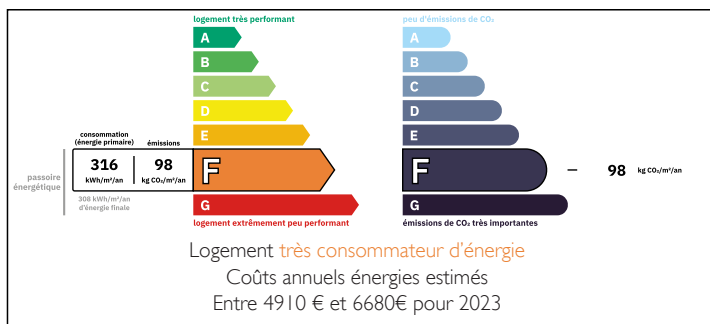 logement très performant
A
B
C
D
E
consommation
(énergie primaire)
émissions
316
kWh/m²/an
98
kg CO₂/m²/an
F
passoire
énergétique
308 kWh/m²/an
d'énergie finale
G
logement extrêmement peu performant
peu d'émissions de CO₂
A
B
C
D
E
F
98 kg CO₂/m²/an
G
émissions de CO₂ très importantes
Logement très consommateur d'énergie
Coûts annuels énergies estimés
Entre 4910 € et 6680€ pour 2023